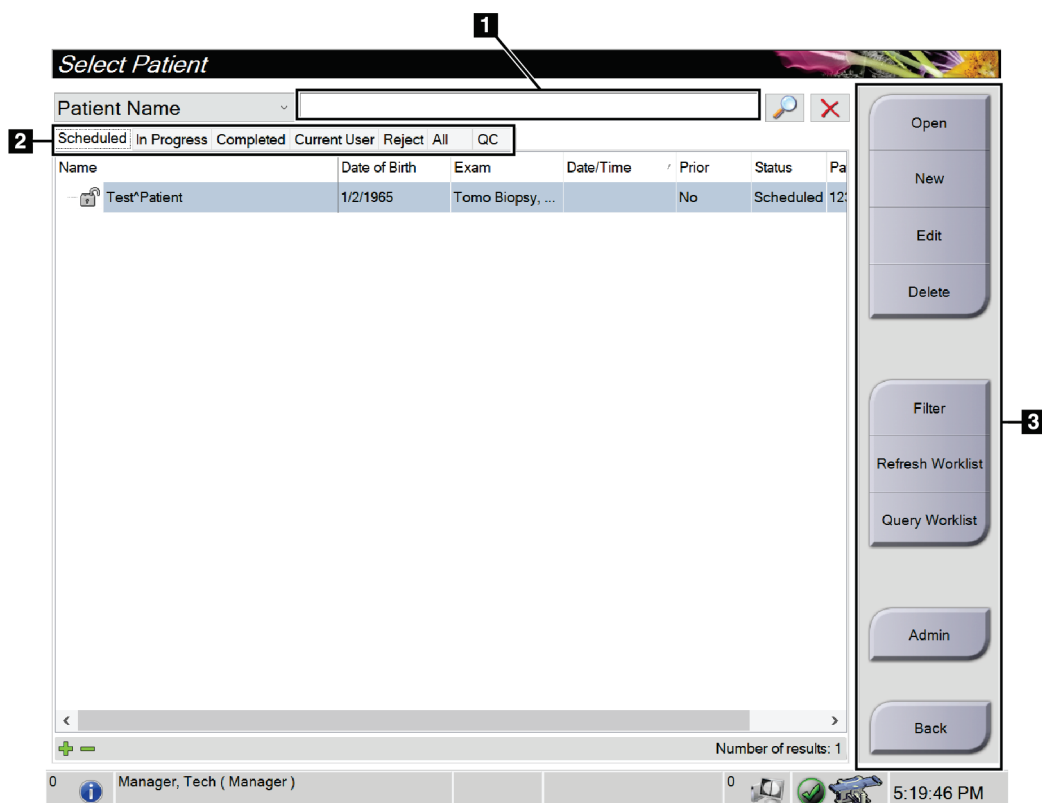 1
Select Patient
Patient Name
2
Scheduled In Progress Completed Current User Reject All QC
Name Date of Birth Exam Date/Time Prior Status Pa
Test^Patient 1/2/1965 Tomo Biopsy, ... No Scheduled 123
Open
New
Edit
Delete
Filter
3
Refresh Worklist
Query Worklist
Admin
Back
Number of results: 1
0 Manager, Tech ( Manager ) 0 5:19:46 PM